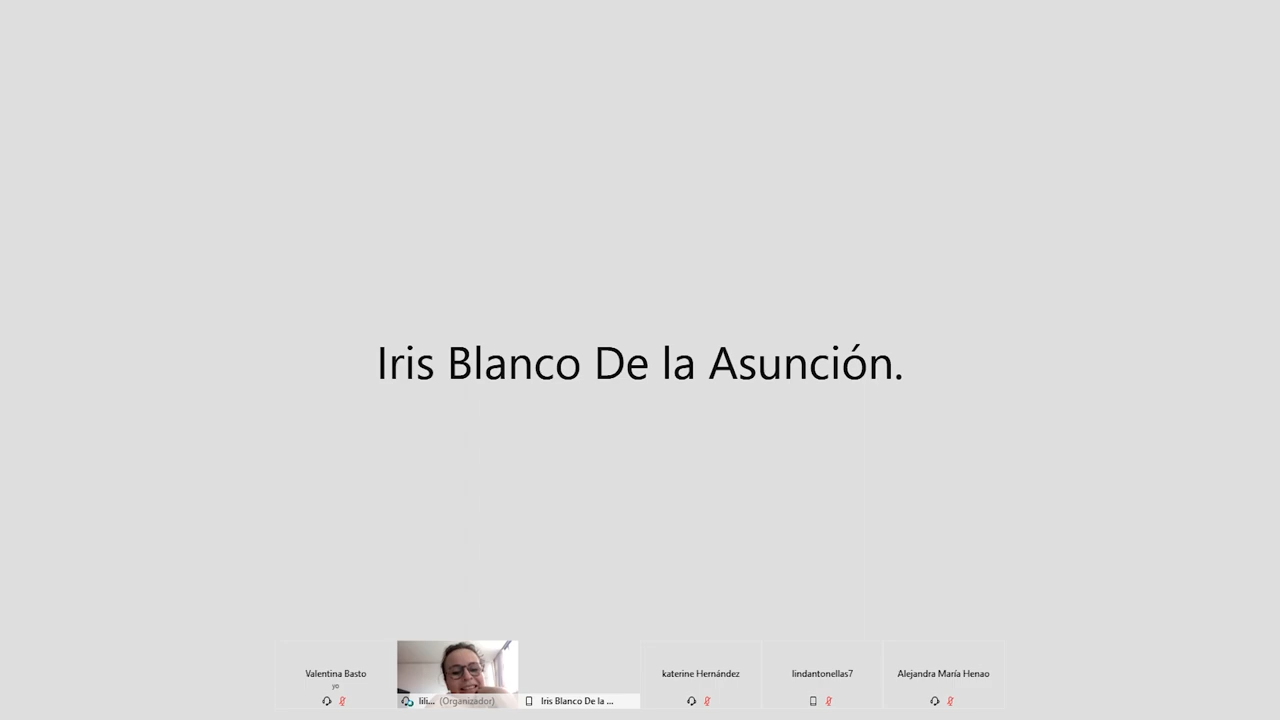 Iris Blanco De la Asunción.
Valentina Basto
yo
lili... (Organizador)
Iris Blanco De la ...
katerine Hernández
lindantonellas7
Alejandra María Henao